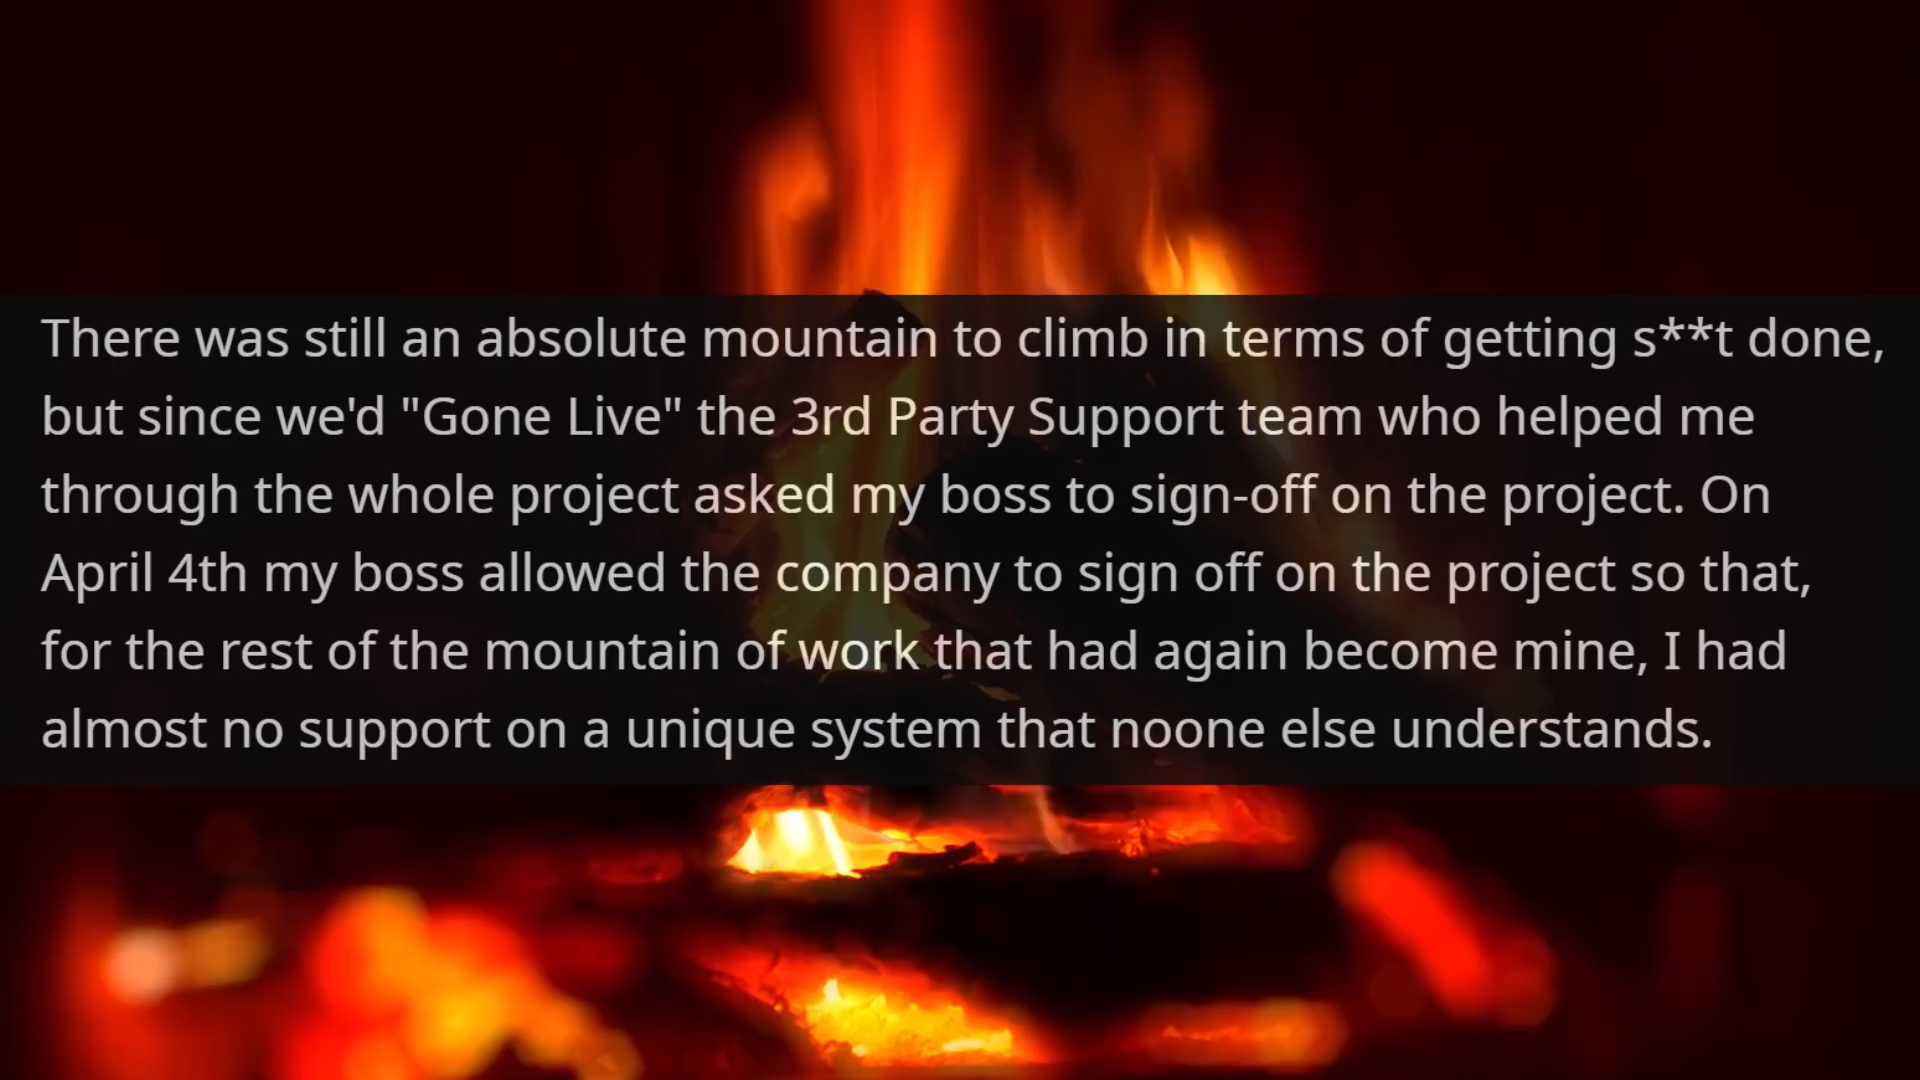 There was still an absolute mountain to climb in terms of getting s**t done,
but since we'd "Gone Live" the 3rd Party Support team who helped me
through the whole project asked my boss to sign-off on the project. On
April 4th my boss allowed the company to sign off on the project so that,
for the rest of the mountain of work that had again become mine, I had
almost no support on a unique system that noone else understands.